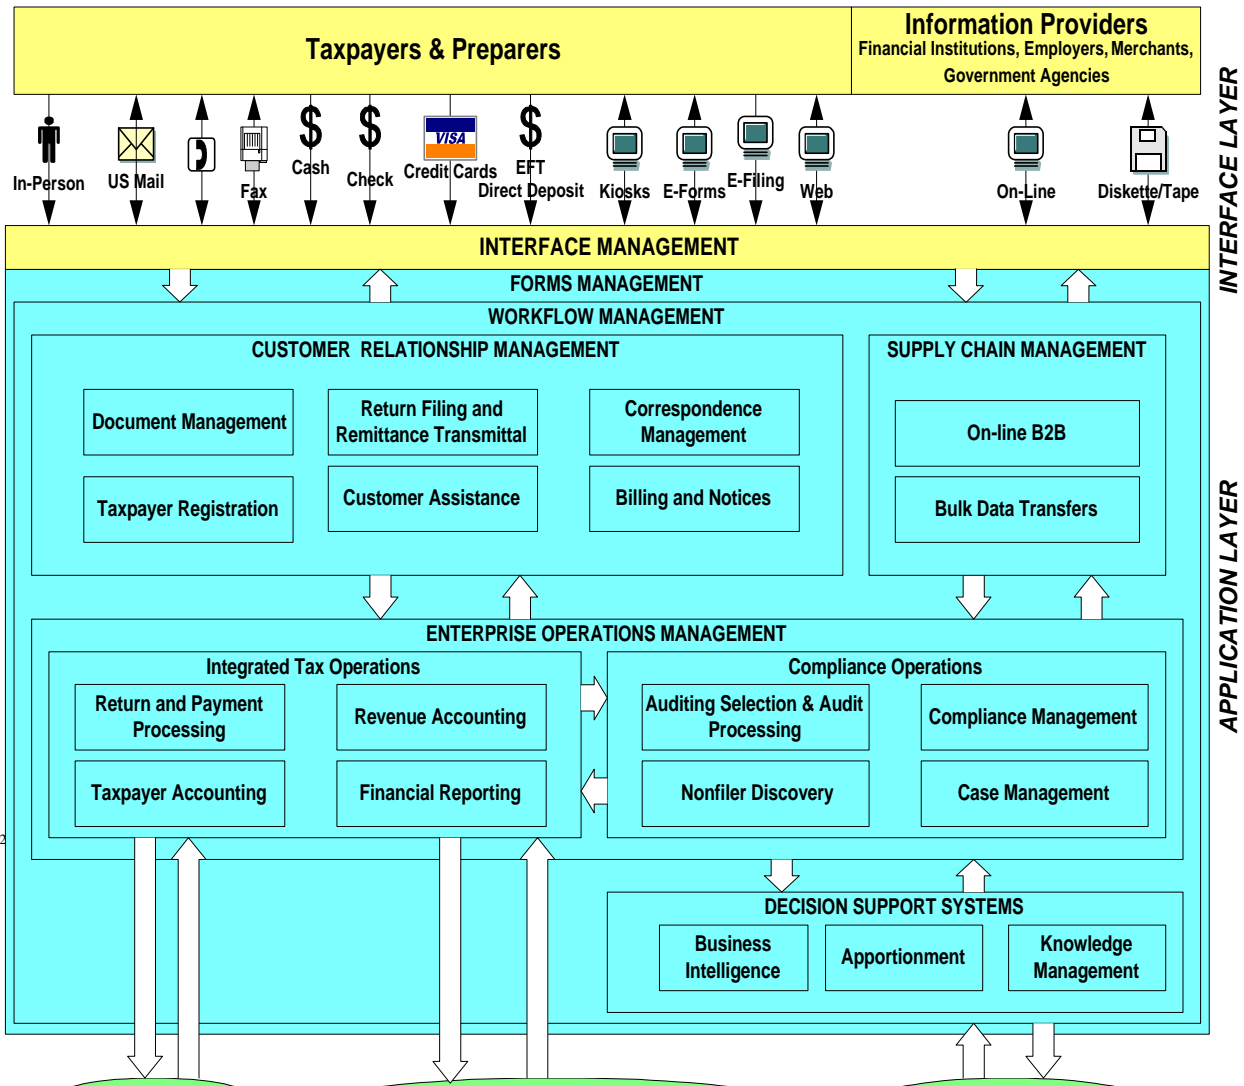 Taxpayers & Preparers
Information Providers
Financial Institutions, Employers, Merchants,
Government Agencies
In-Person
US Mail
Fax
$
Cash
$
Check
VISA
Credit Cards
$
EFT
Direct Deposit
Kiosks
E-Forms
E-Filing
Web
On-Line
Diskette/Tape
INTERFACE LAYER
INTERFACE MANAGEMENT
FORMS MANAGEMENT
WORKFLOW MANAGEMENT
CUSTOMER RELATIONSHIP MANAGEMENT
Document Management
Return Filing and
Remittance Transmittal
Correspondence
Management
Taxpayer Registration
Customer Assistance
Billing and Notices
SUPPLY CHAIN MANAGEMENT
On-line B2B
Bulk Data Transfers
APPLICATION LAYER
ENTERPRISE OPERATIONS MANAGEMENT
Integrated Tax Operations
Return and Payment
Processing
Revenue Accounting
Taxpayer Accounting
Financial Reporting
Compliance Operations
Auditing Selection & Audit
Processing
Compliance Management
Nonfiler Discovery
Case Management
2
DECISION SUPPORT SYSTEMS
Business
Intelligence
Apportionment
Knowledge
Management